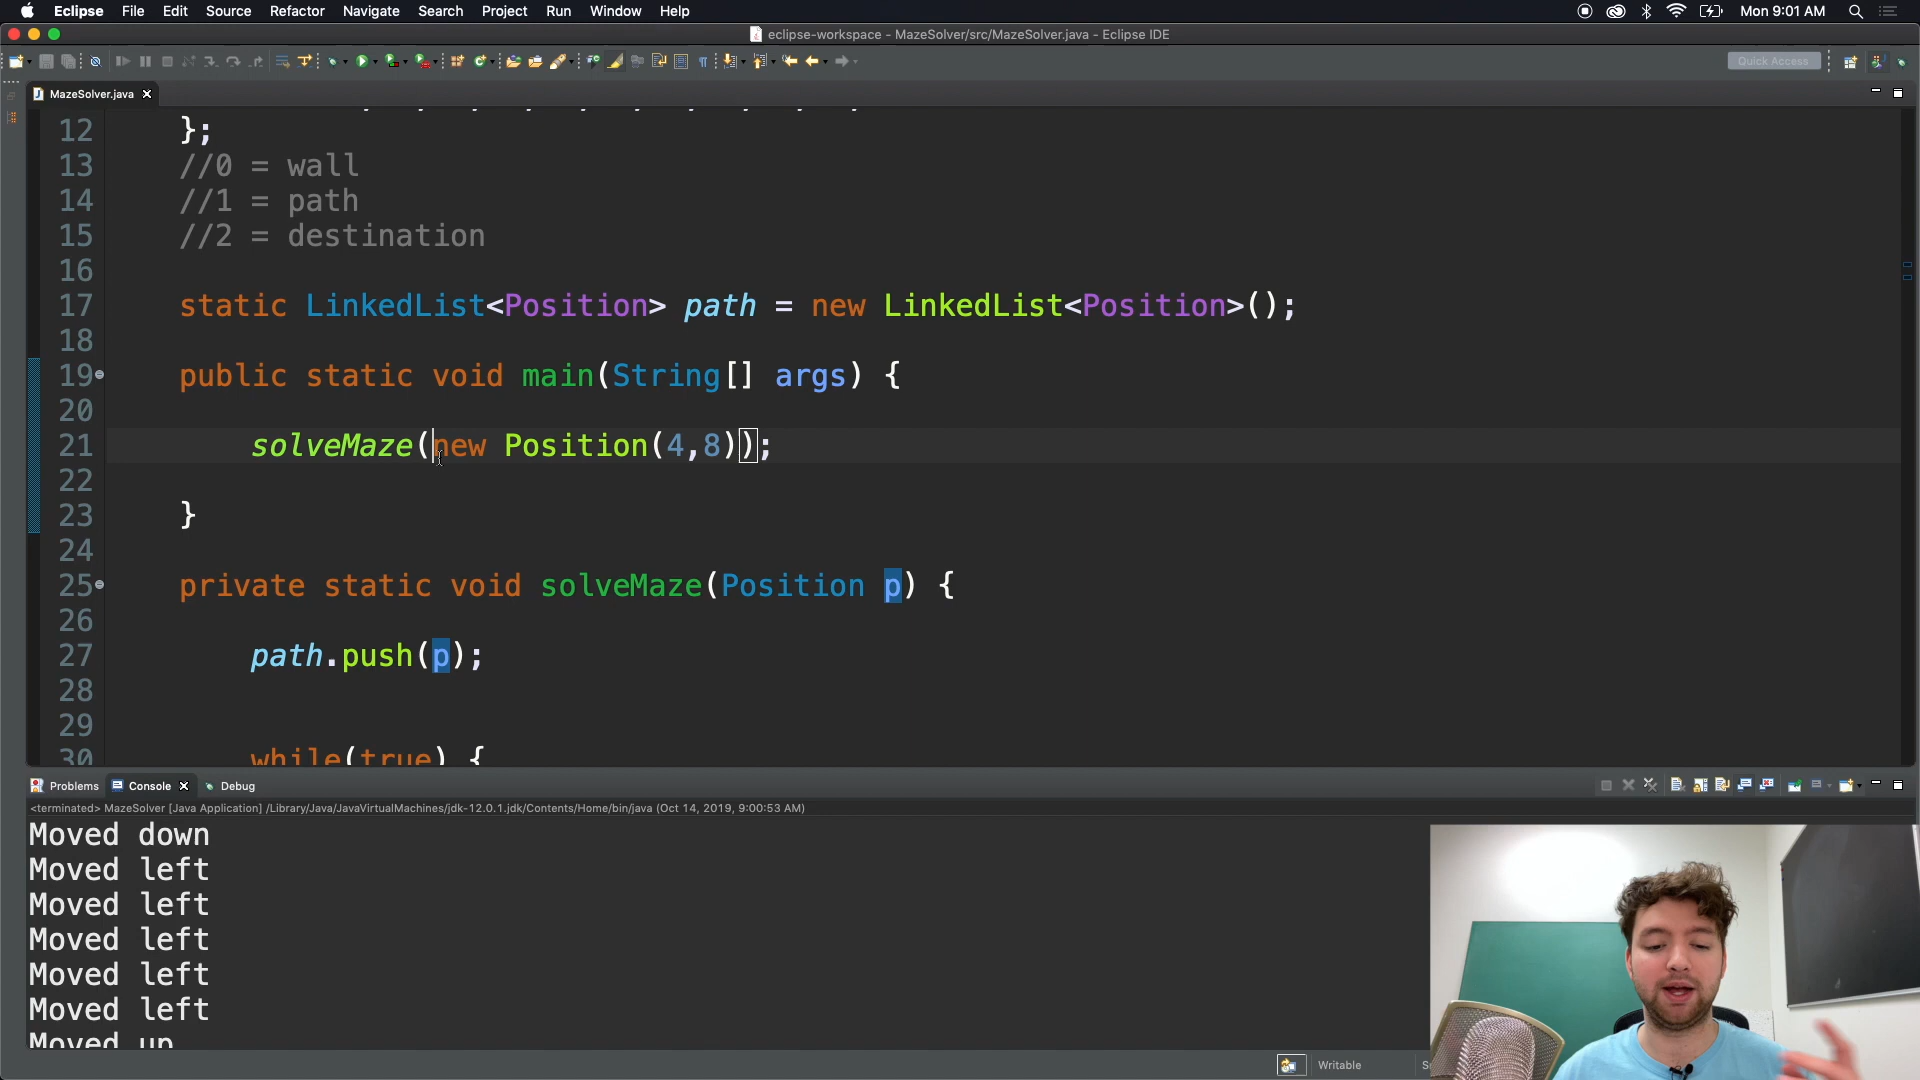 Eclipse File Edit Source Refactor Navigate Search Project Run Window Help Mon 9:01 AM
eclipse-workspace - MazeSolver/src/MazeSolver.java - Eclipse IDE
Quick Access
MazeSolver.java
12 };
13 //0 = wall
14 //1 = path
15 //2 = destination
16
17 static LinkedList<Position> path = new LinkedList<Position>();
18
19 public static void main(String[] args) {
20
21 solveMaze(new Position(4,8));
22
23 }
24
25 private static void solveMaze(Position p) {
26
27 path.push(p);
28
29
30 while(true) {
Problems Console Debug
<terminated> MazeSolver [Java Application] /Library/Java/JavaVirtualMachines/jdk-12.0.1.jdk/Contents/Home/bin/java (Oct 14, 2019, 9:00:53 AM)
Moved down
Moved left
Moved left
Moved left
Moved left
Moved left
Moved up
Writable